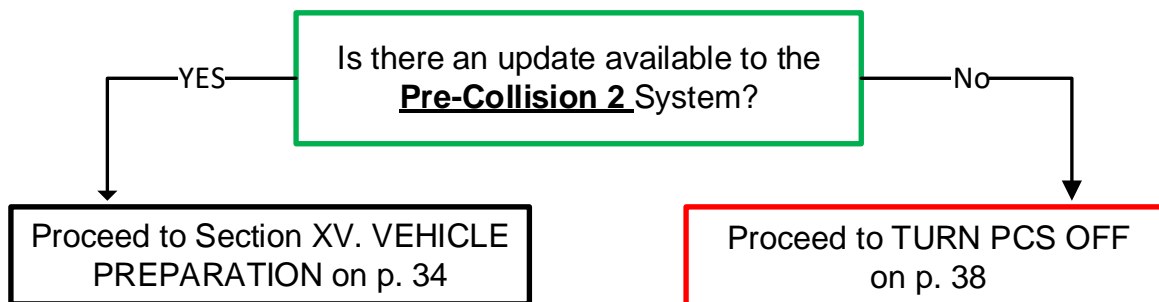 Is there an update available to the
Pre-Collision 2 System?
YES
No
Proceed to Section XV. VEHICLE
PREPARATION on p. 34
Proceed to TURN PCS OFF
on p. 38